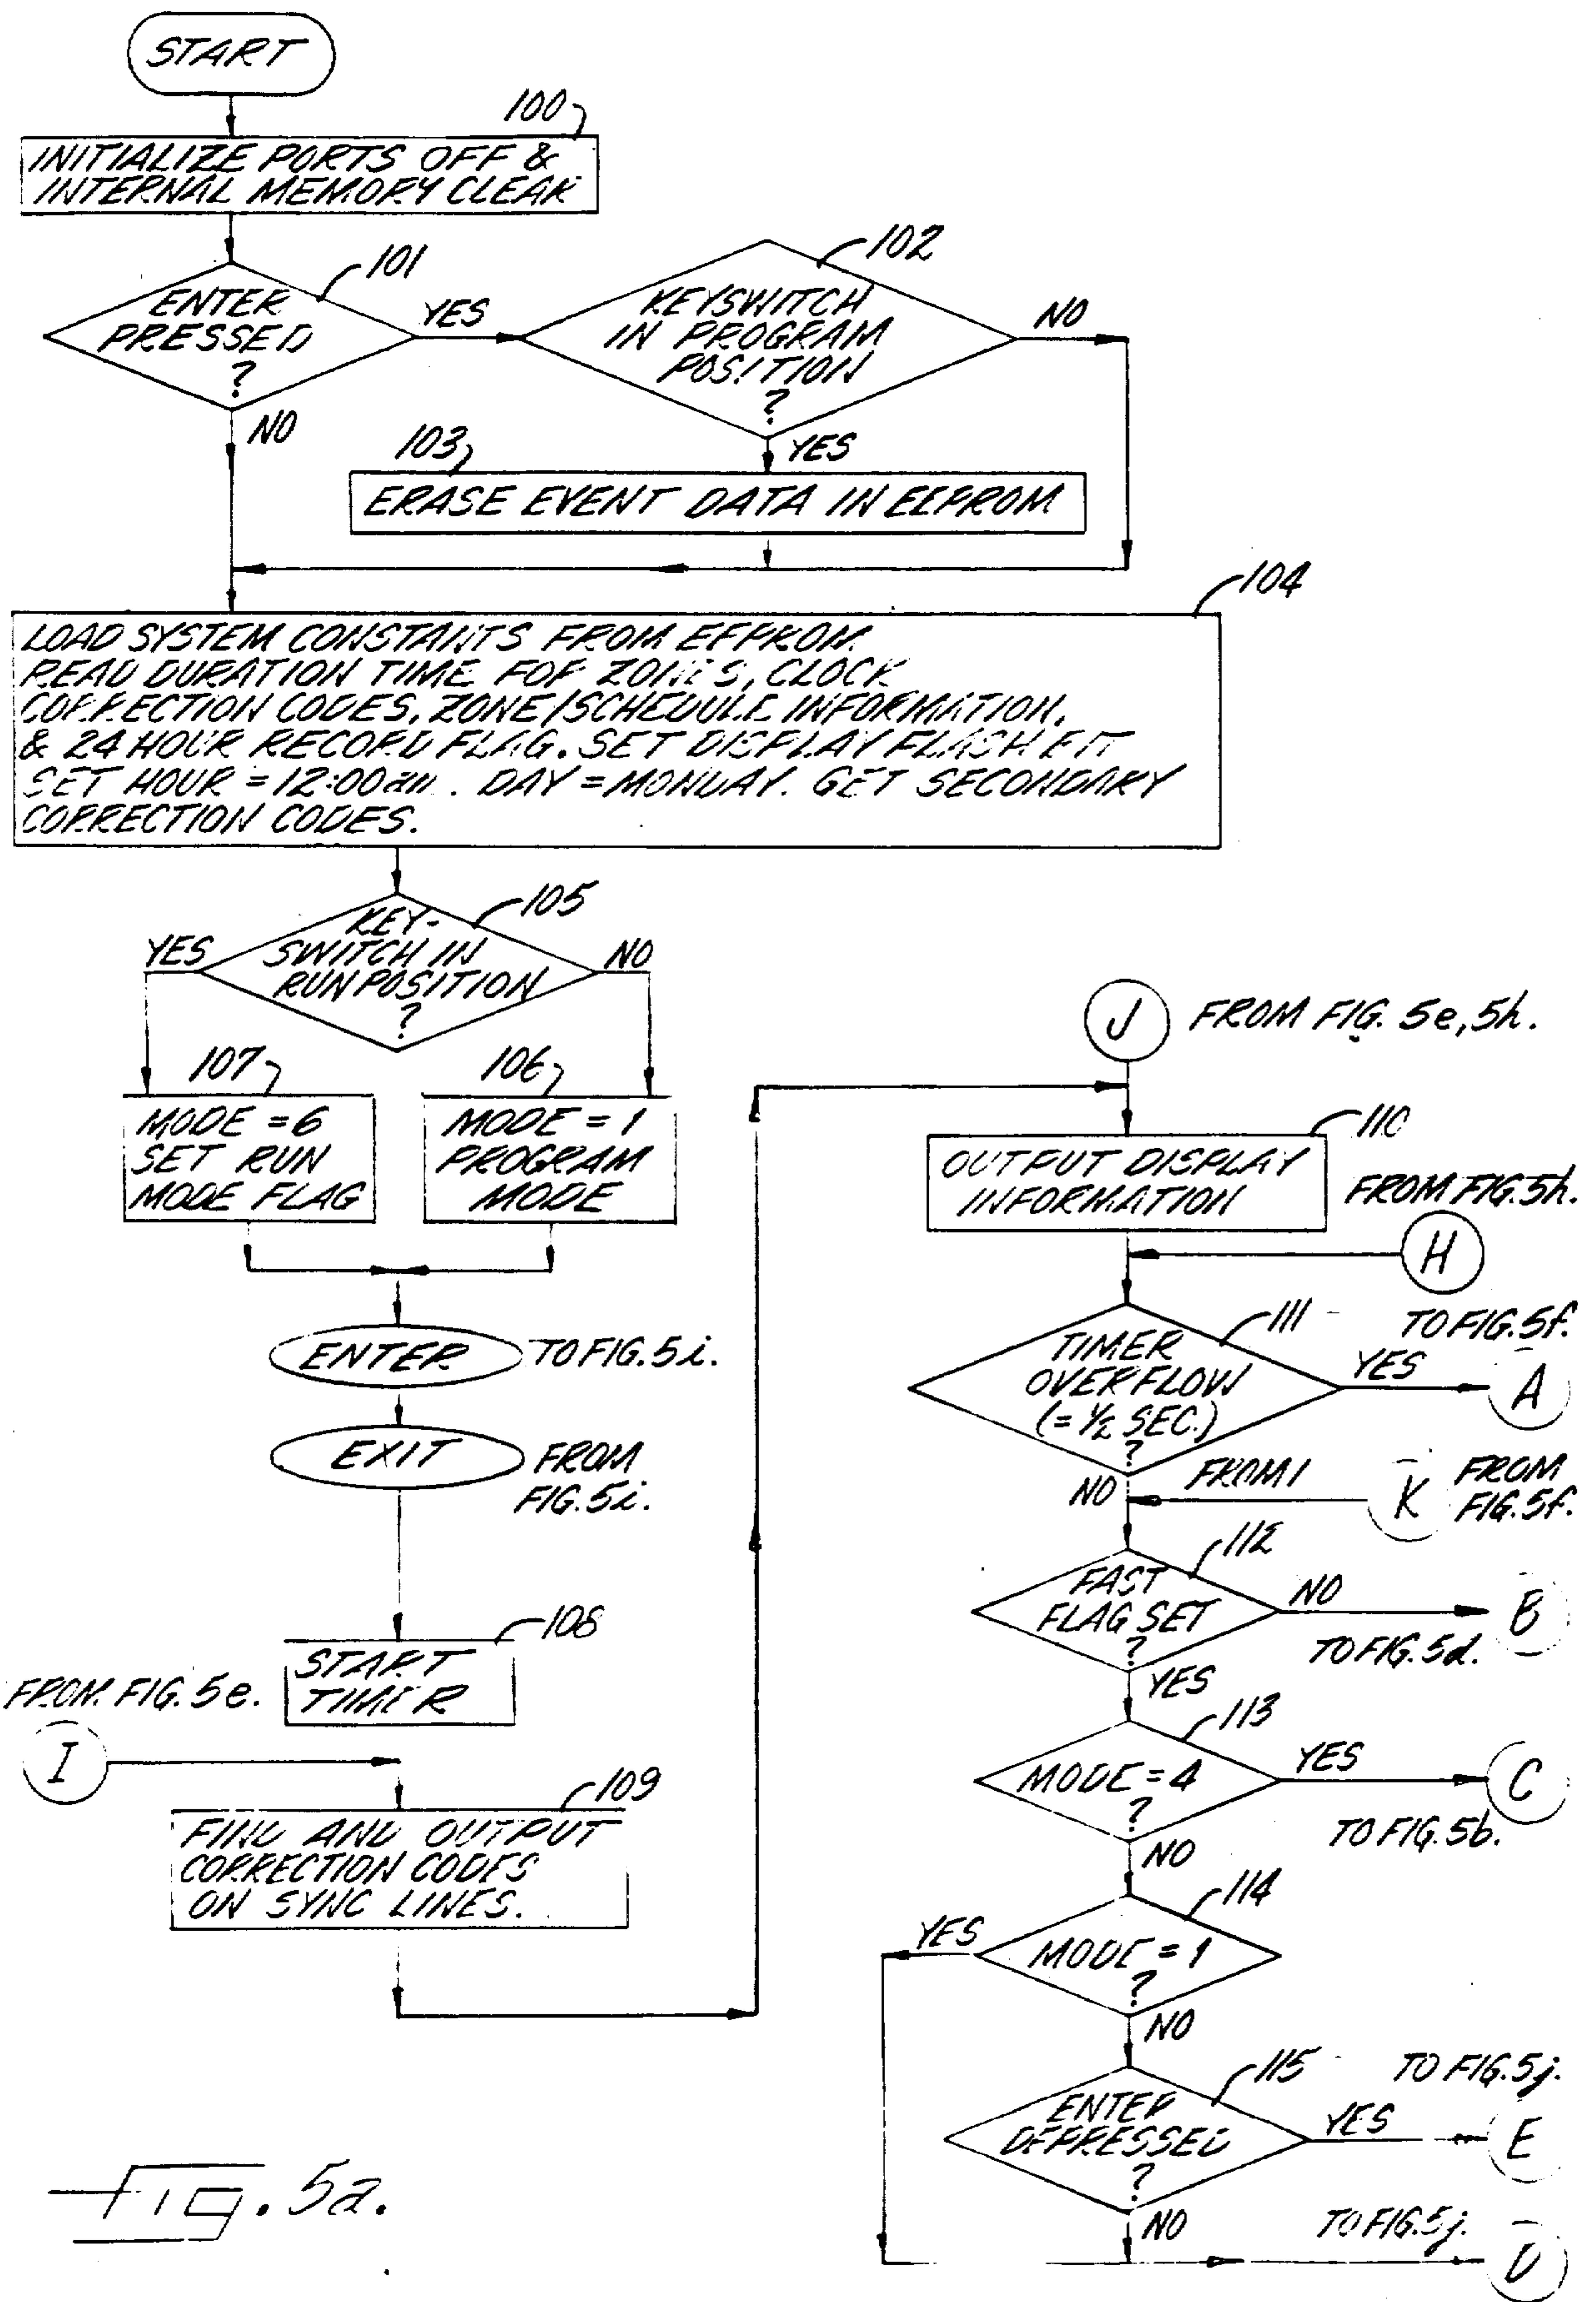 START
100
INITIALIZE PORTS OFF &
INTERNAL MEMORY CLEAR
101
ENTER
PRESSED
?
YES
NO
102
KEYSWITCH
IN PROGRAM
POSITION
?
NO
YES
103
ERASE EVENT DATA IN EEPROM
104
LOAD SYSTEM CONSTANTS FROM EEPROM.
READ DURATION TIME FOR ZONES, CLOCK
CORRECTION CODES, ZONE/SCHEDULE INFORMATION,
& 24 HOUR RECORD FLAG. SET DISPLAY FLASH BIT
SET HOUR = 12:00am. DAY = MONDAY. GET SECONDARY
CORRECTION CODES.
105
KEY-
SWITCH IN
RUN POSITION
?
YES
NO
107
MODE = 6
SET RUN
MODE FLAG
106
MODE = 1
PROGRAM
MODE
ENTER
TO FIG. 5i.
EXIT
FROM
FIG. 5i.
108
START
TIMER
FROM FIG. 5e.
I
109
FIND AND OUTPUT
CORRECTION CODES
ON SYNC LINES.
J
FROM FIG. 5e, 5h.
110
OUTPUT DISPLAY
INFORMATION
FROM FIG. 5h.
H
111
TIMER
OVERFLOW
(= 1/2 SEC.)
?
YES
TO FIG. 5f.
A
NO
FROM 1
K
FROM
FIG. 5f.
112
FAST
FLAG SET
?
NO
TO FIG. 5d.
B
YES
113
MODE = 4
?
YES
TO FIG. 5b.
C
NO
114
MODE = 1
?
YES
NO
115
ENTER
DEPRESSED
?
YES
TO FIG. 5j.
E
NO
TO FIG. 5j.
D
Fig. 5a.